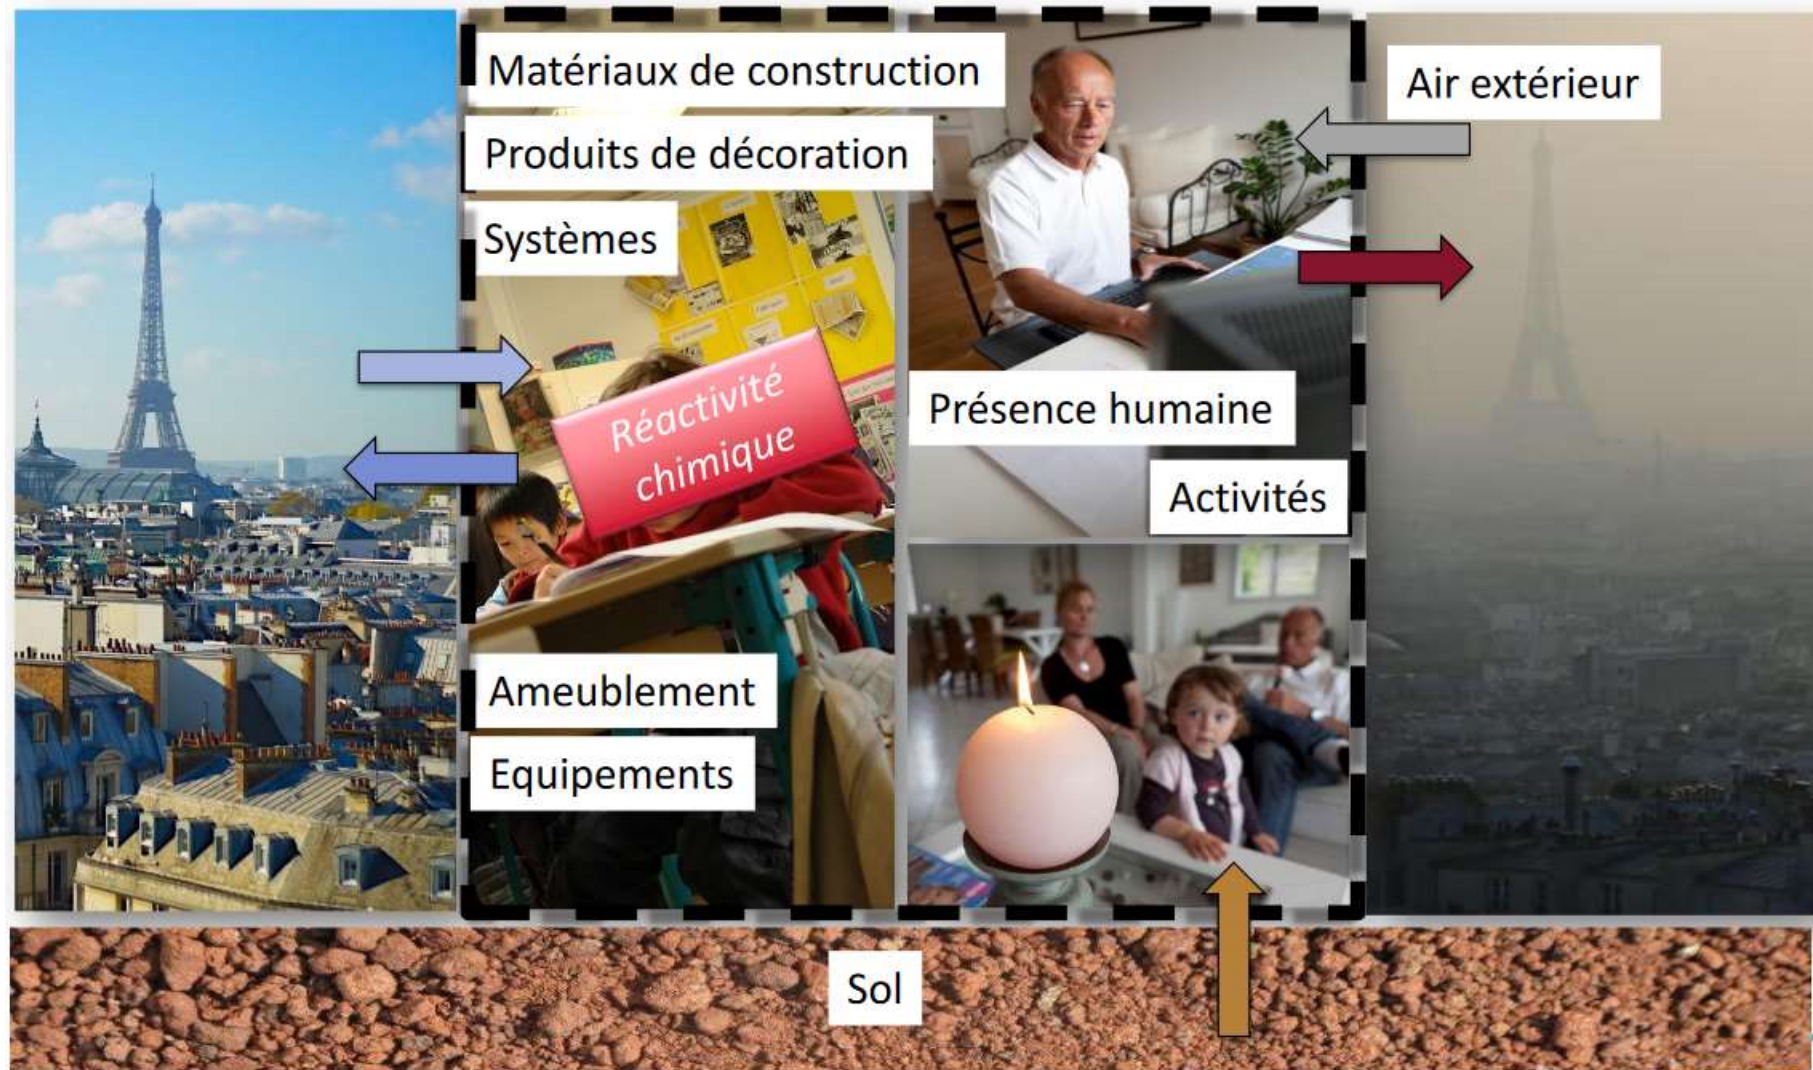 Matériaux de construction
Produits de décoration
Systèmes
Réactivité
chimique
Ameublement
Equipements
Présence humaine
Activités
Air extérieur
Sol